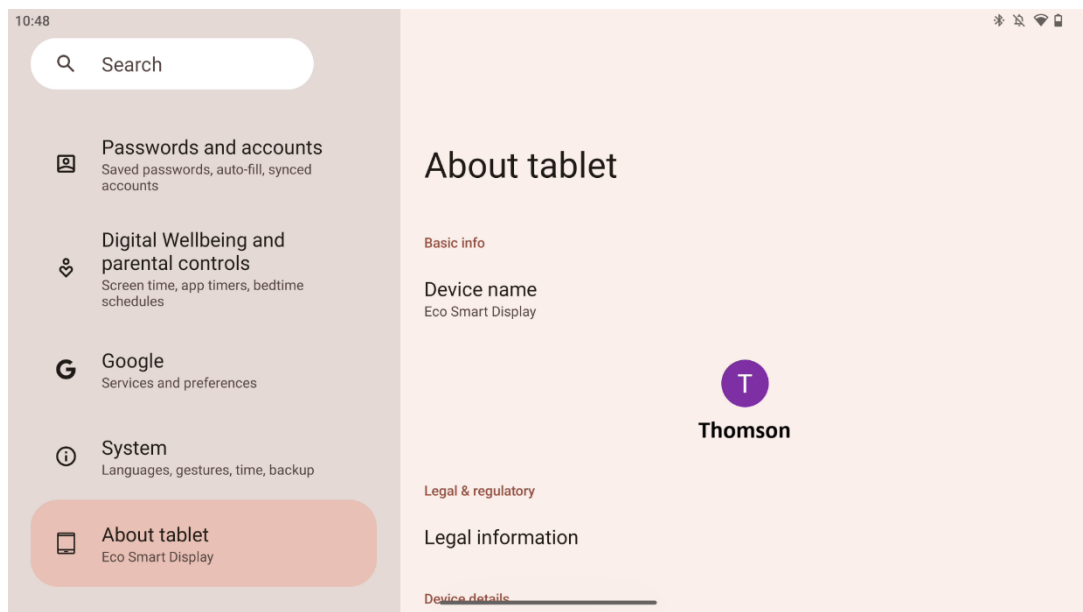 10:48
Search
Passwords and accounts
Saved passwords, auto-fill, synced
accounts
Digital Wellbeing and
parental controls
Screen time, app timers, bedtime
schedules
Google
Services and preferences
System
Languages, gestures, time, backup
About tablet
Eco Smart Display
About tablet
Basic info
Device name
Eco Smart Display
T
Thomson
Legal & regulatory
Legal information
Device details